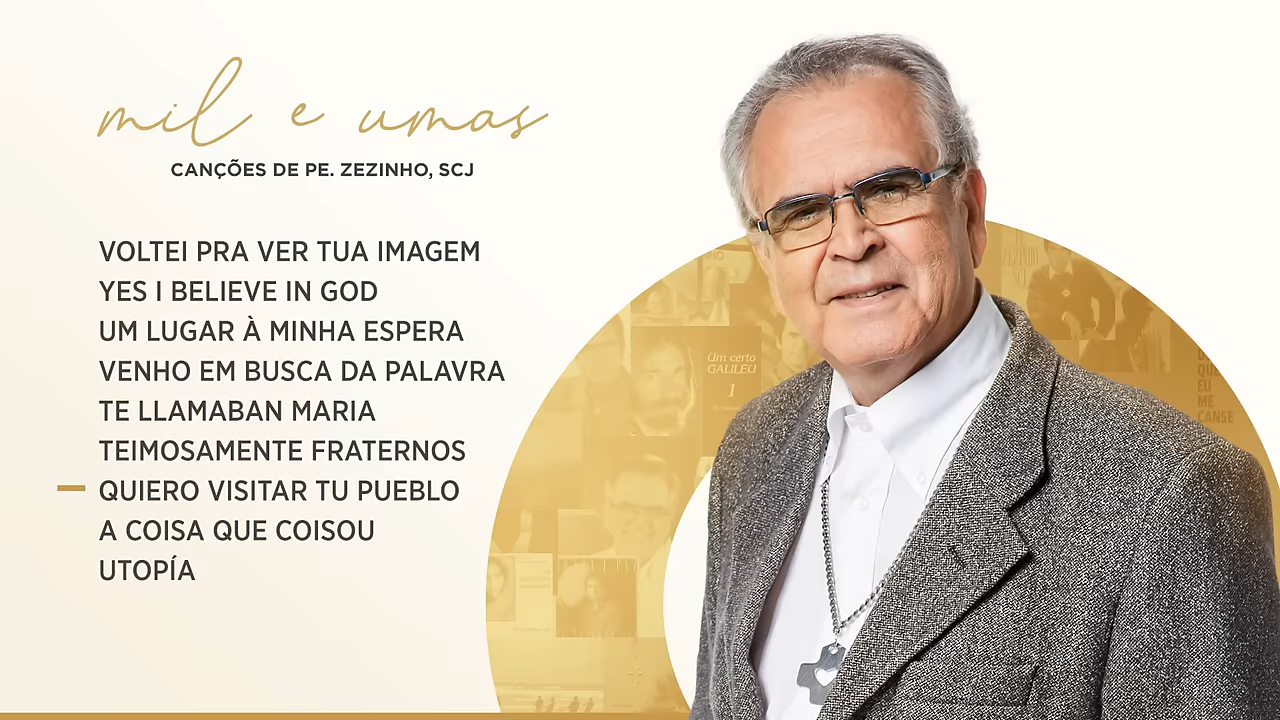 mil e umas
CANÇÕES DE PE. ZEZINHO, SCJ
VOLTEI PRA VER TUA IMAGEM
YES I BELIEVE IN GOD
UM LUGAR À MINHA ESPERA
VENHO EM BUSCA DA PALAVRA
TE LLAMABAN MARIA
TEIMOSAMENTE FRATERNOS
QUIERO VISITAR TU PUEBLO
A COISA QUE COISOU
UTOPÍA
Um certo
GALILEU
1
QUE
EU
ME
CANSE